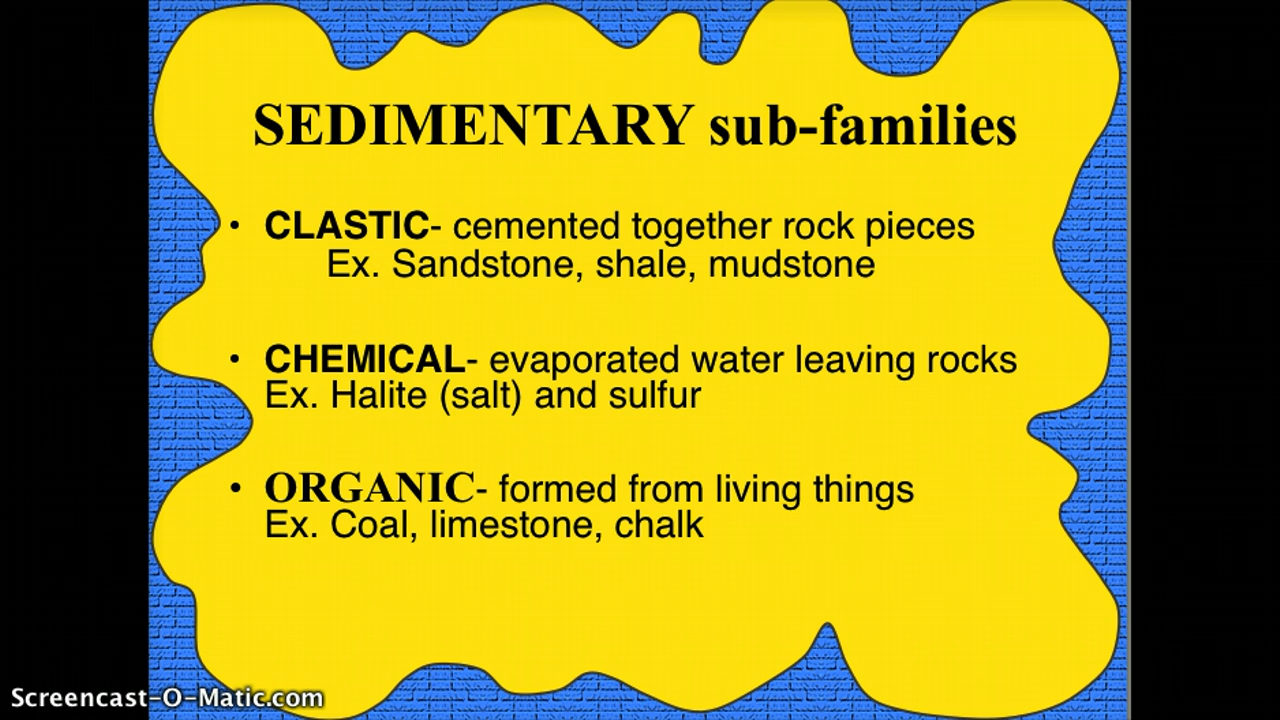 SEDIMENTARY sub-families
• CLASTIC- cemented together rock pieces
Ex. Sandstone, shale, mudstone
• CHEMICAL- evaporated water leaving rocks
Ex. Halite (salt) and sulfur
• ORGANIC- formed from living things
Ex. Coal, limestone, chalk
Screencast-O-Matic.com